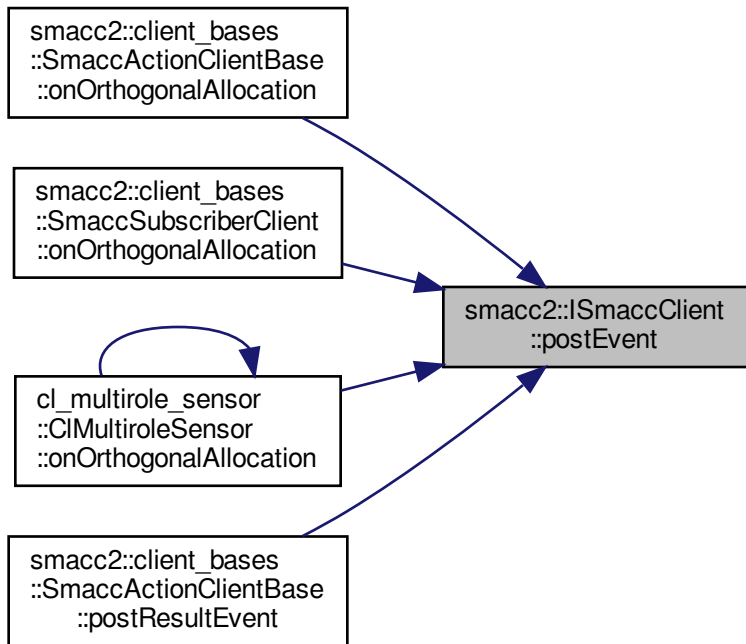 smacc2::client_bases
::SmaccActionClientBase
::onOrthogonalAllocation
smacc2::client_bases
::SmaccSubscriberClient
::onOrthogonalAllocation
smacc2::ISmaccClient
::postEvent
cl_multirole_sensor
::ClMultiroleSensor
::onOrthogonalAllocation
smacc2::client_bases
::SmaccActionClientBase
::postResultEvent